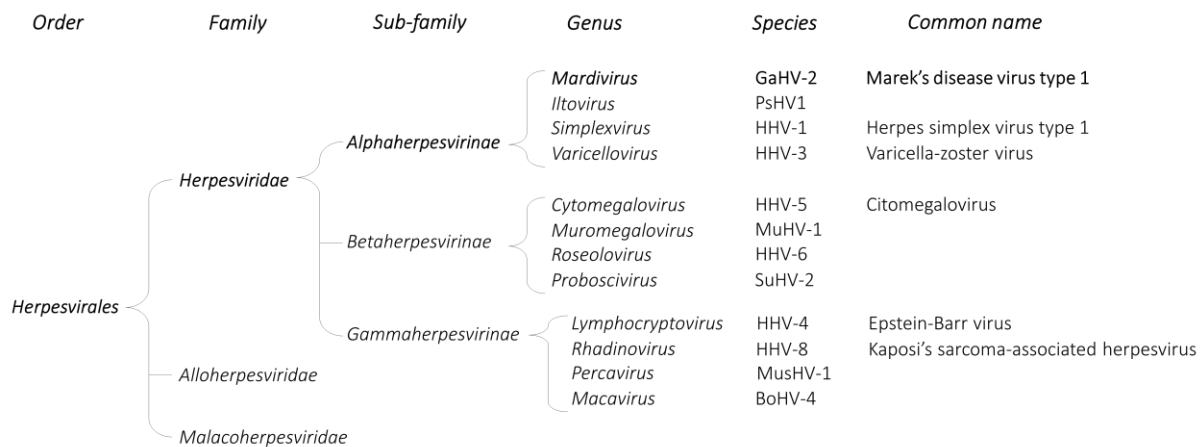 Order Family Sub-family Genus Species Common name
Mardivirus GaHV-2 Marek's disease virus type 1
Iltovirus PsHV1
Simplexvirus HHV-1 Herpes simplex virus type 1
Alphaherpesvirinae
Varicellovirus HHV-3 Varicella-zoster virus
Herpesviridae
Cytomegalovirus HHV-5 Citomegalovirus
Muromegalovirus MuHV-1
Betaherpesvirinae
Roseolovirus HHV-6
Proboscivirus SuHV-2
Herpesvirales
Lymphocryptovirus HHV-4 Epstein-Barr virus
Gammaherpesvirinae
Rhadinovirus HHV-8 Kaposi's sarcoma-associated herpesvirus
Alloherpesviridae
Percavirus MusHV-1
Macavirus BoHV-4
Malacoherpesviridae